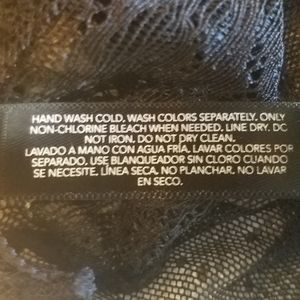 HAND WASH COLD. WASH COLORS SEPARATELY. ONLY
NON-CHLORINE BLEACH WHEN NEEDED. LINE DRY. DO
NOT IRON. DO NOT DRY CLEAN.
LAVADO A MANO CON AGUA FRÍA. LAVAR COLORES POR
SEPARADO. USE BLANQUEADOR SIN CLORO CUANDO
SE NECESITE. LÍNEA SECA. NO PLANCHAR. NO LAVAR
EN SECO.